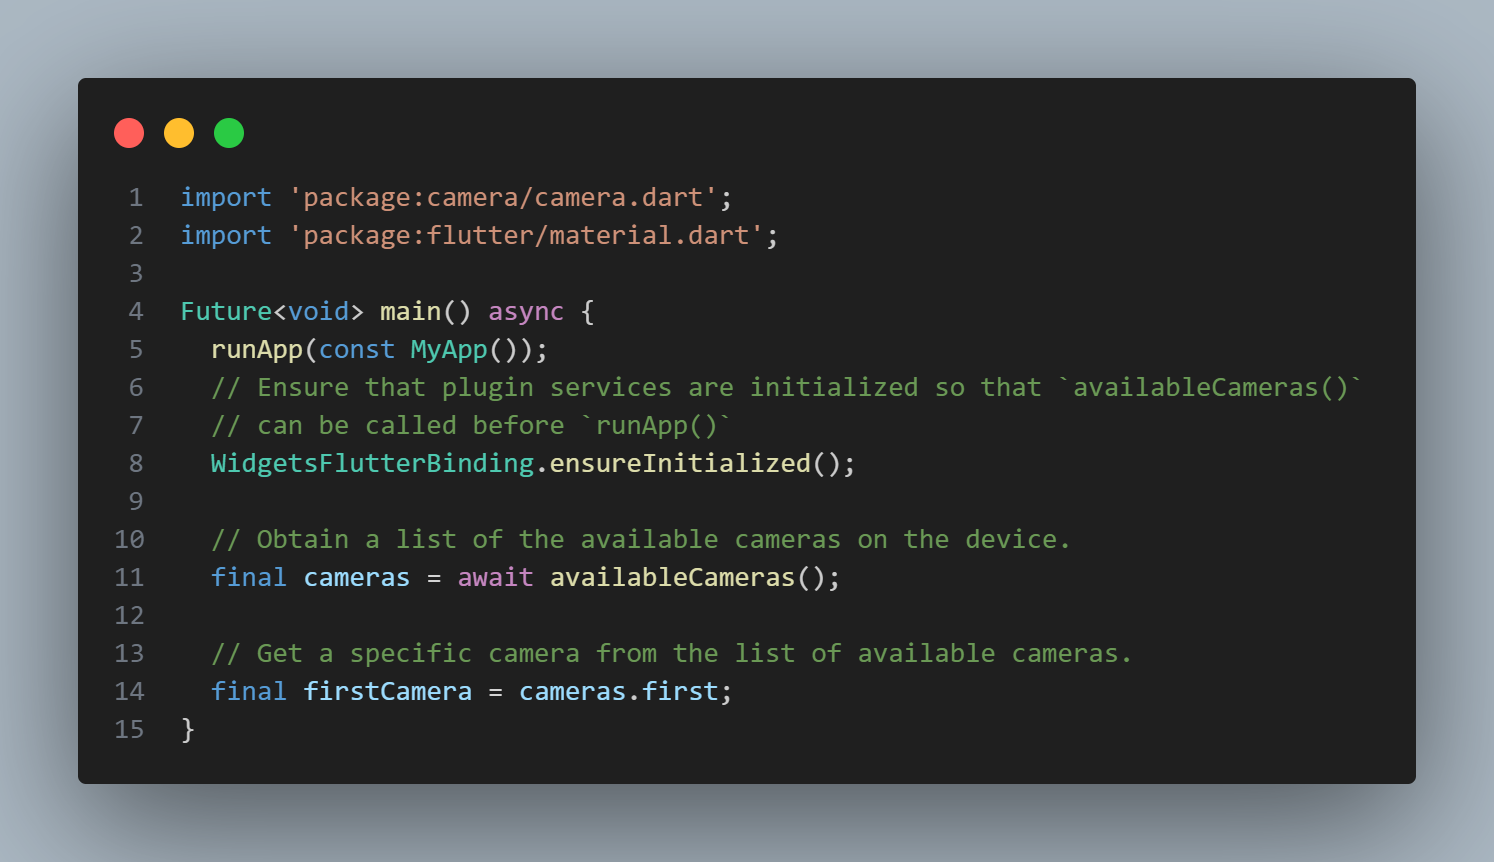 1 import 'package:camera/camera.dart';
2 import 'package:flutter/material.dart';
3
4 Future<void> main() async {
5   runApp(const MyApp());
6   // Ensure that plugin services are initialized so that `availableCameras()`
7   // can be called before `runApp()`
8   WidgetsFlutterBinding.ensureInitialized();
9
10   // Obtain a list of the available cameras on the device.
11   final cameras = await availableCameras();
12
13   // Get a specific camera from the list of available cameras.
14   final firstCamera = cameras.first;
15 }